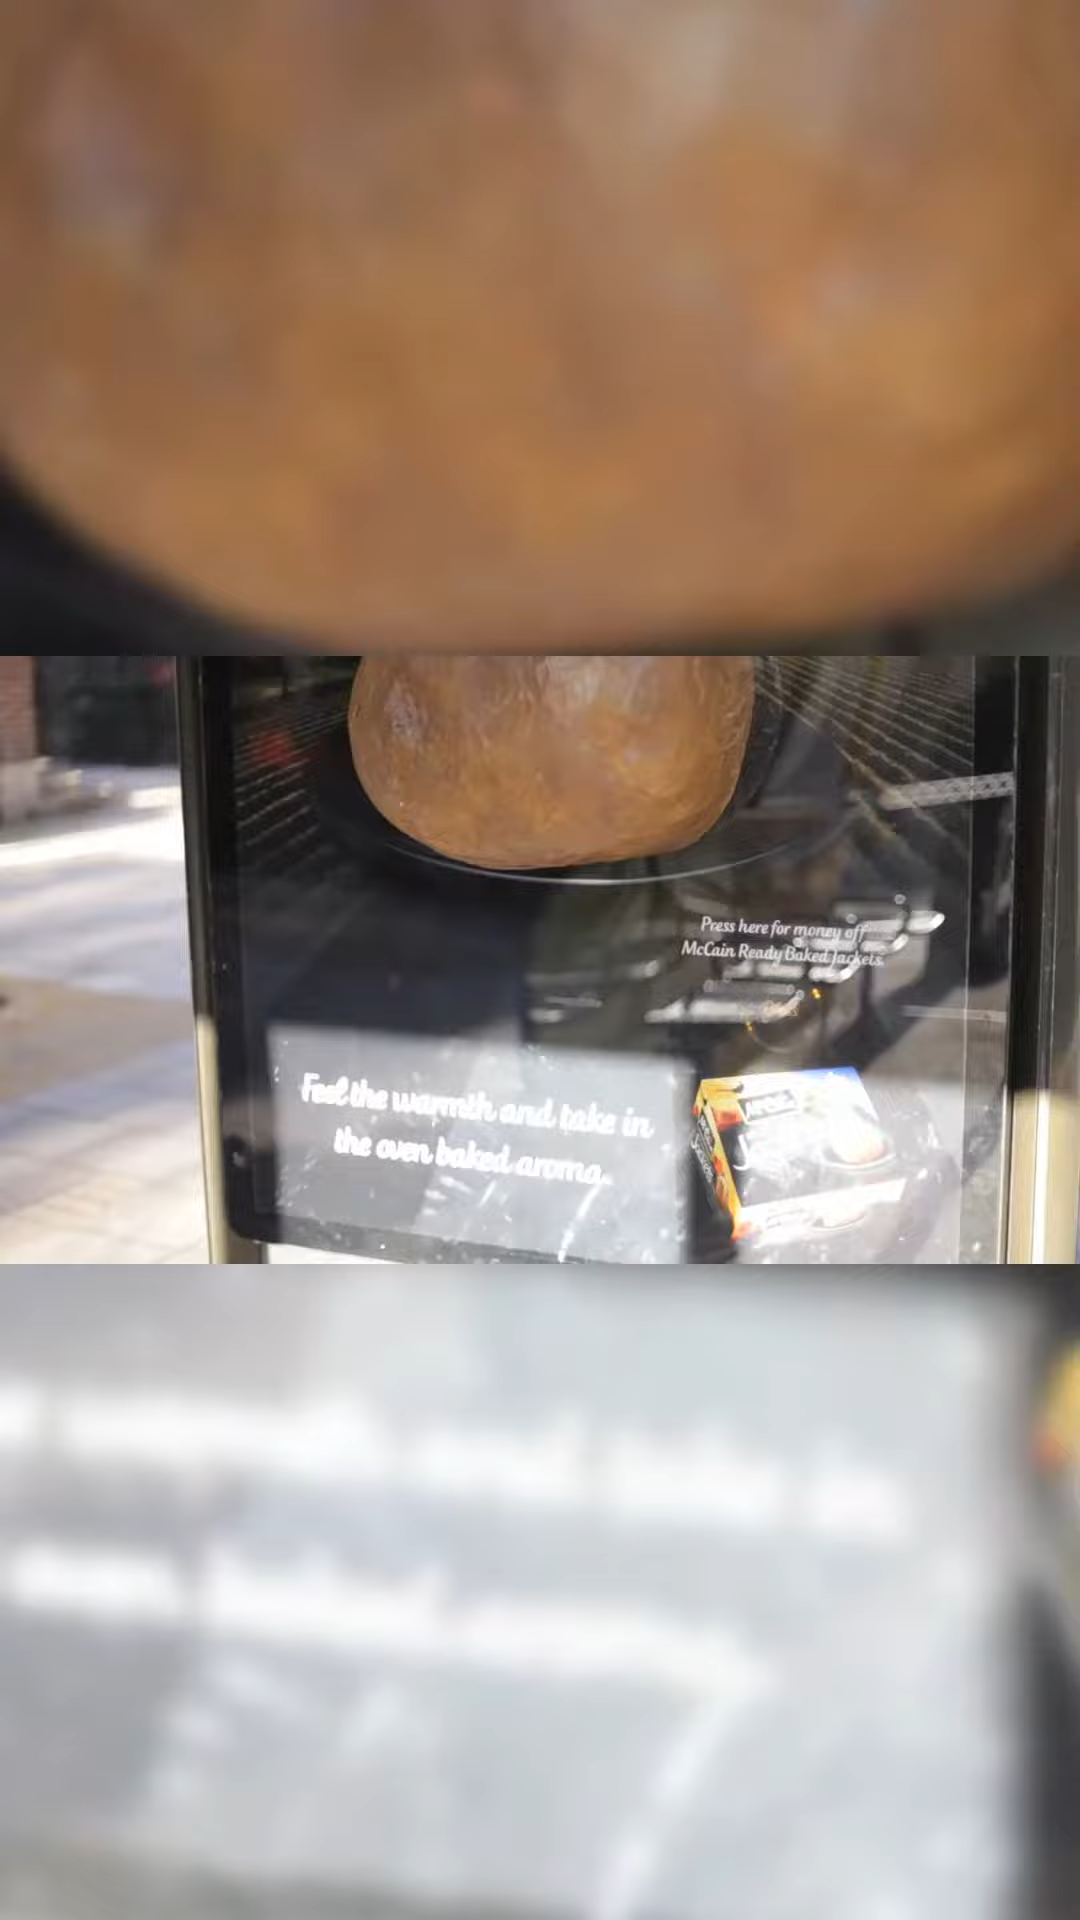 Press here for money off
McCain Ready Baked Jackets.
Feel the warmth and take in
the oven baked aroma.